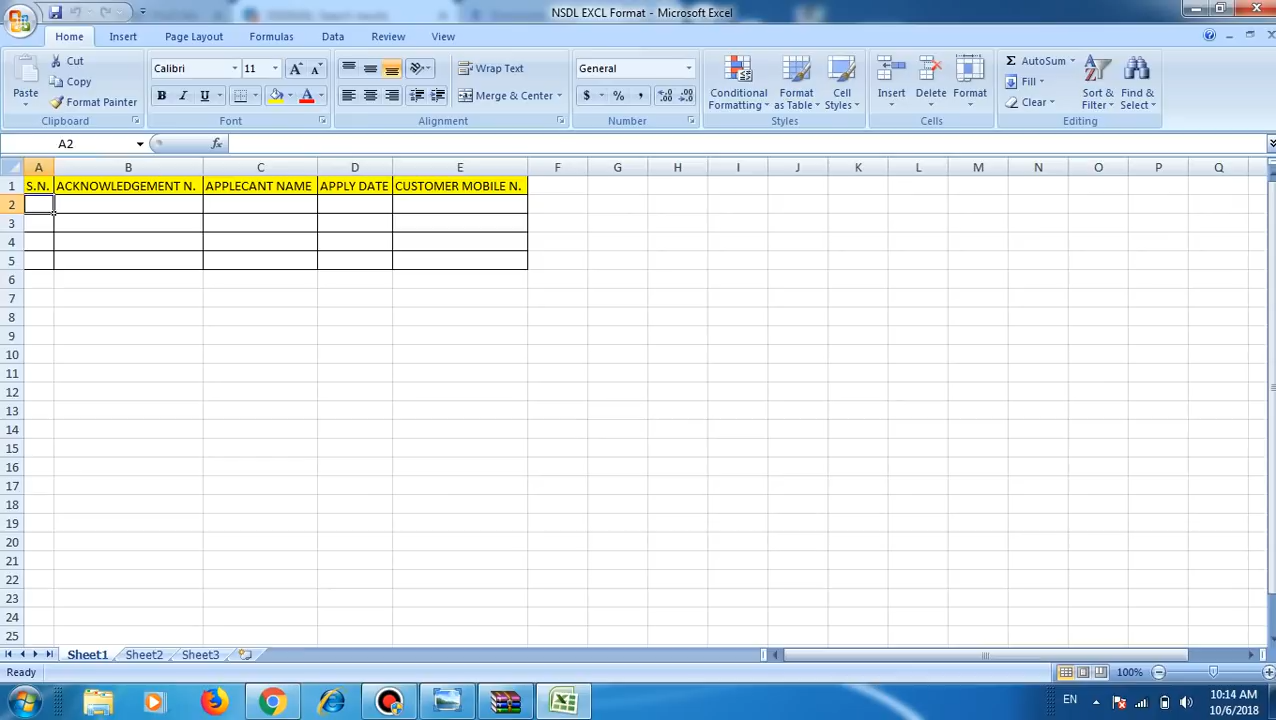 NSDL EXCL Format - Microsoft Excel
Home Insert Page Layout Formulas Data Review View
Paste
Cut
Copy
Format Painter
Clipboard
Calibri 11
B I U
Font
Wrap Text
Merge & Center
Alignment
General
$ % ,
Number
Conditional Formatting
Format as Table
Cell Styles
Styles
Insert Delete Format
Cells
AutoSum
Fill
Clear
Sort & Filter
Find & Select
Editing
A2 fx
A B C D E F G H I J K L M N O P Q
1 S.N. ACKNOWLEDGEMENT N. APPLECANT NAME APPLY DATE CUSTOMER MOBILE N.
2
3
4
5
6
7
8
9
10
11
12
13
14
15
16
17
18
19
20
21
22
23
24
25
Sheet1 Sheet2 Sheet3
Ready 100%
EN 10:14 AM
10/6/2018